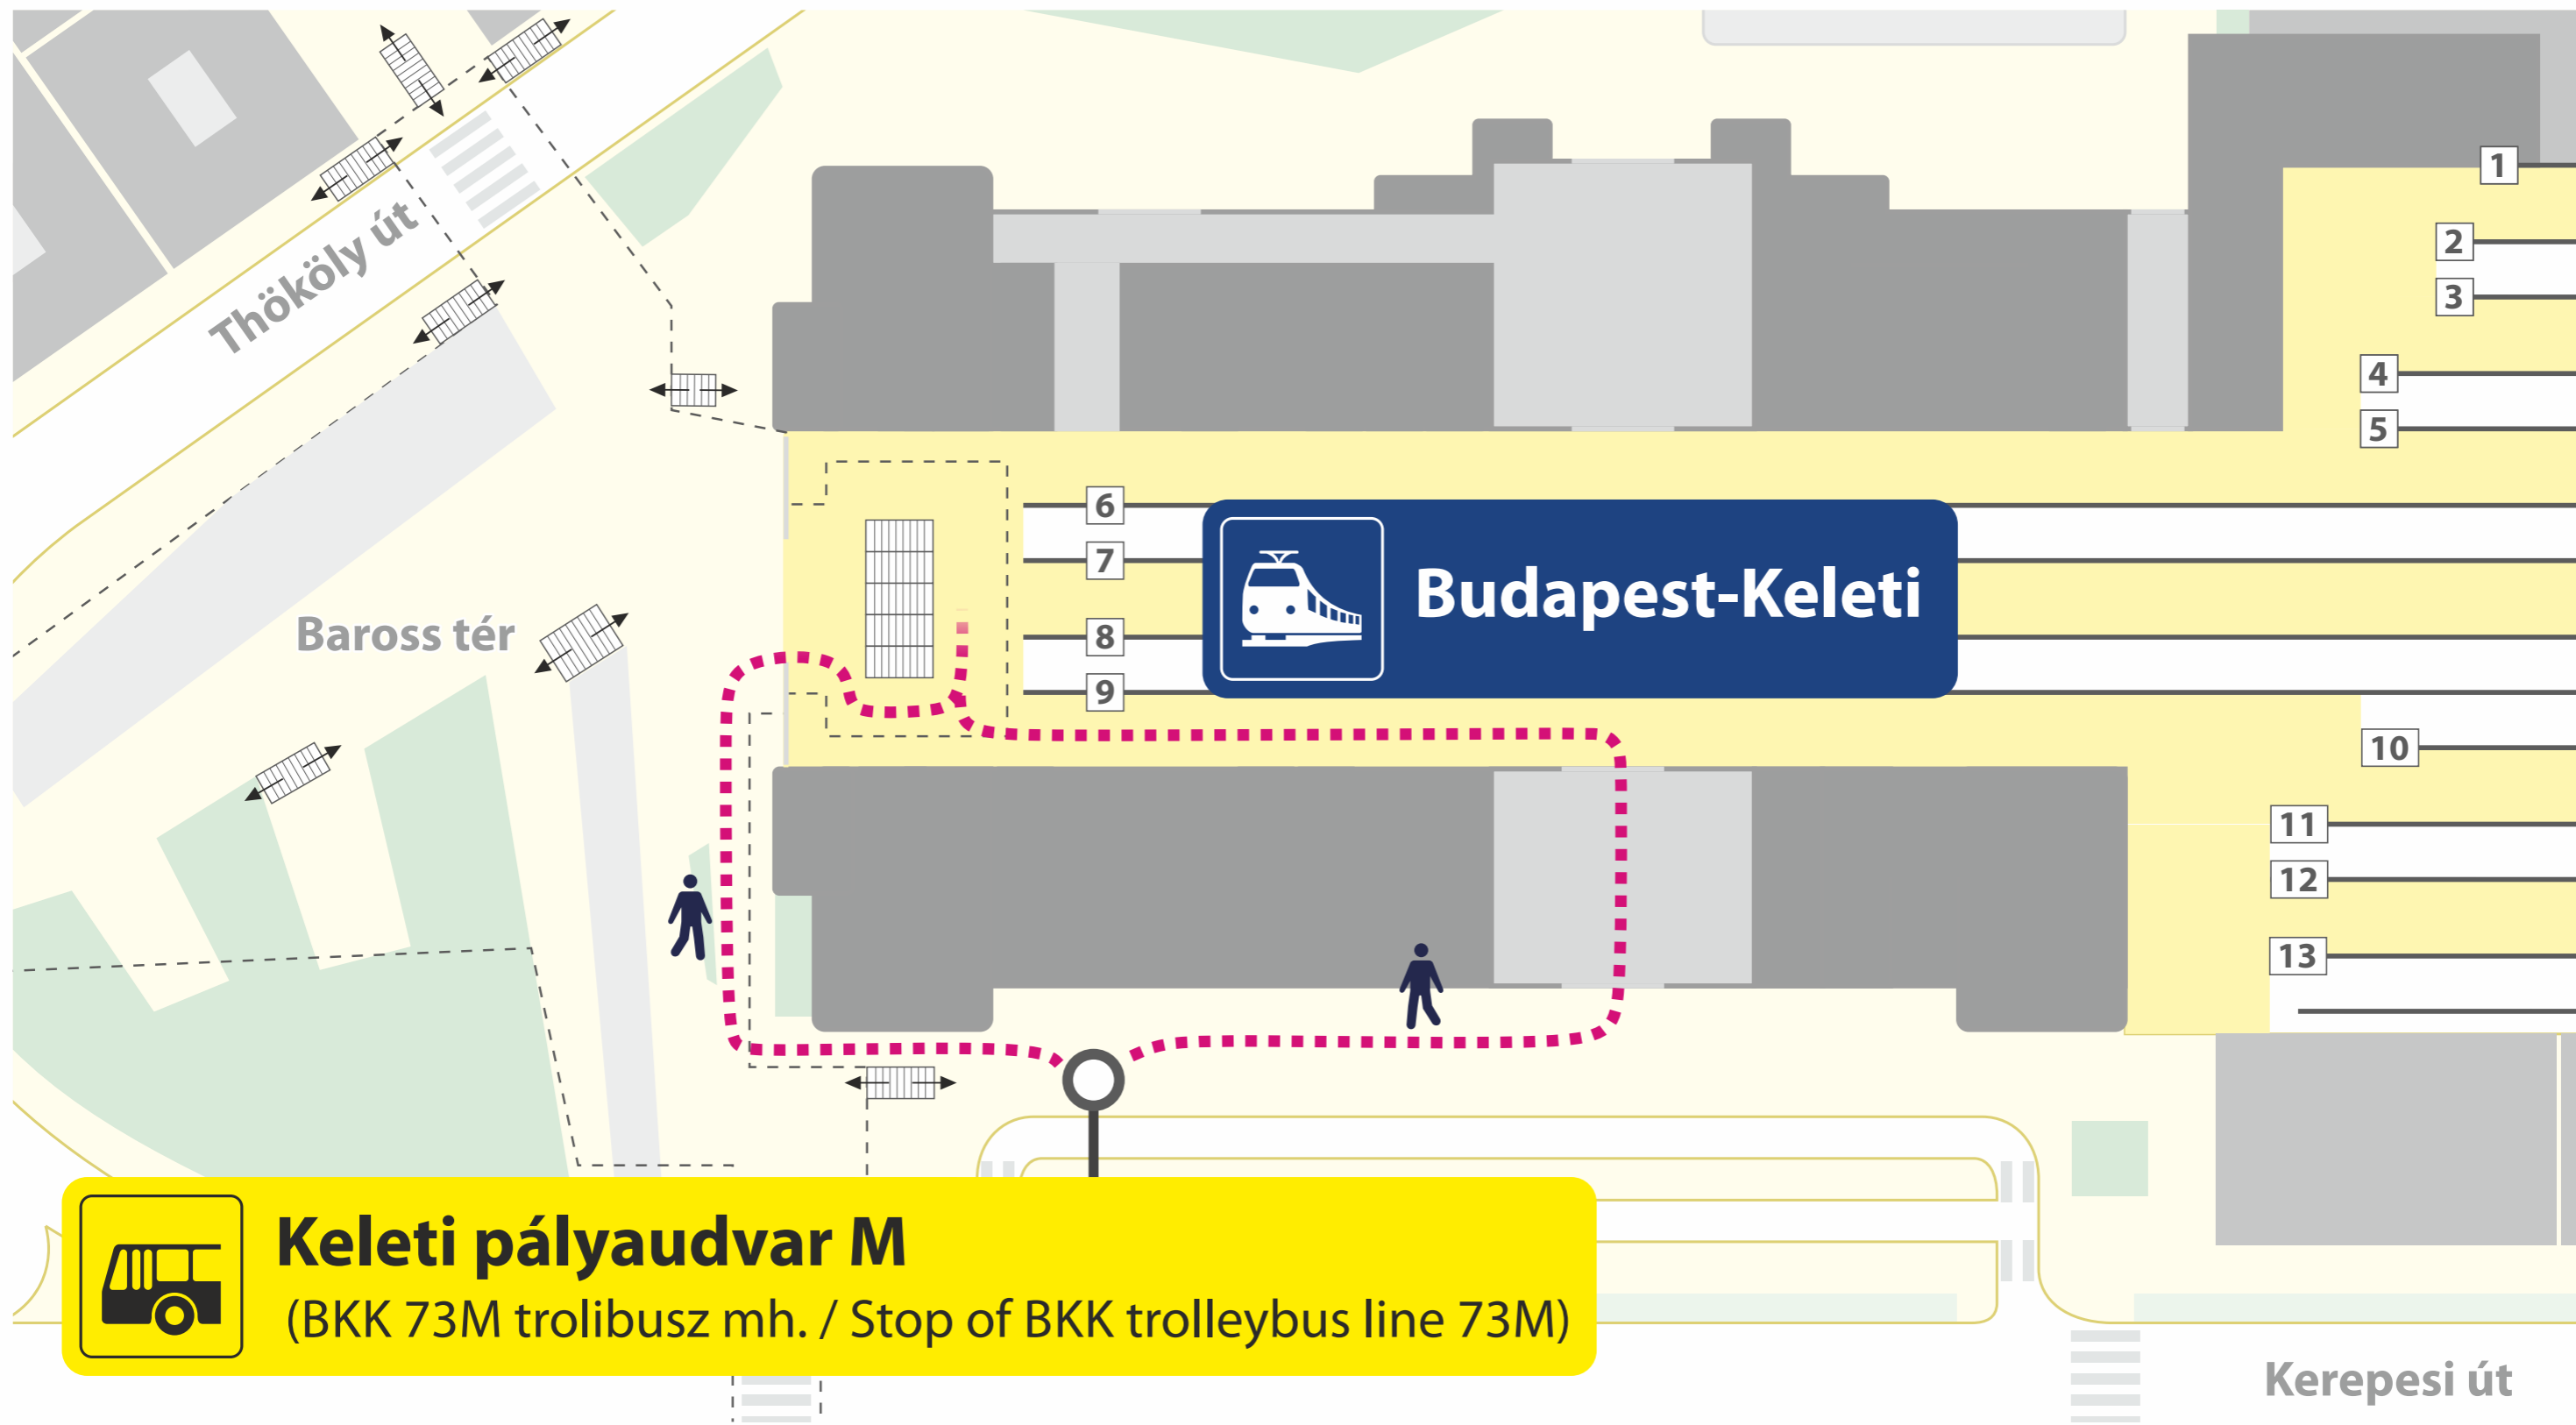 Thököly út
1
2
3
4
5
6
7
8
9
Budapest-Keleti
Baross tér
10
11
12
13
Keleti pályaudvar M
(BKK 73M trolibusz mh. / Stop of BKK trolleybus line 73M)
Kerepesi út